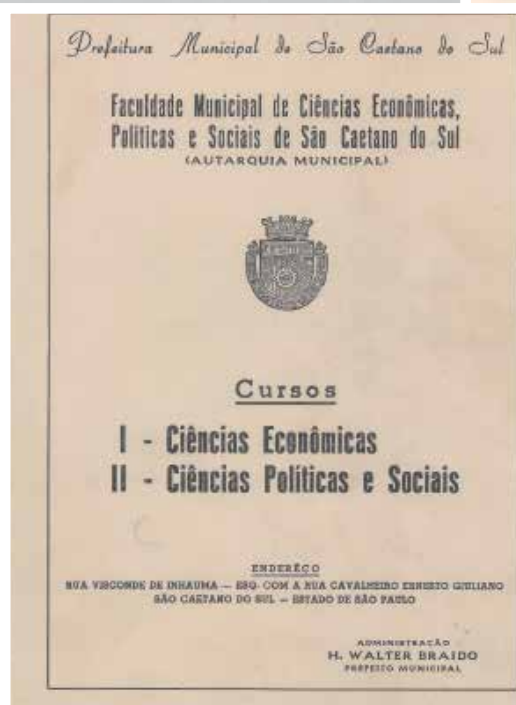 Prefeitura Municipal de São Caetano do Sul
Faculdade Municipal de Ciências Econômicas,
Políticas e Sociais de São Caetano do Sul
(AUTARQUIA MUNICIPAL)
Cursos
I - Ciências Econômicas
II - Ciências Políticas e Sociais
ENDERÊÇO
RUA VISCONDE DE INHAUMA — ESQ. COM A RUA CAVALHEIRO ERNESTO GIULIANO
SÃO CAETANO DO SUL — ESTADO DE SÃO PAULO
ADMINISTRAÇÃO
H. WALTER BRAIDO
PREFEITO MUNICIPAL